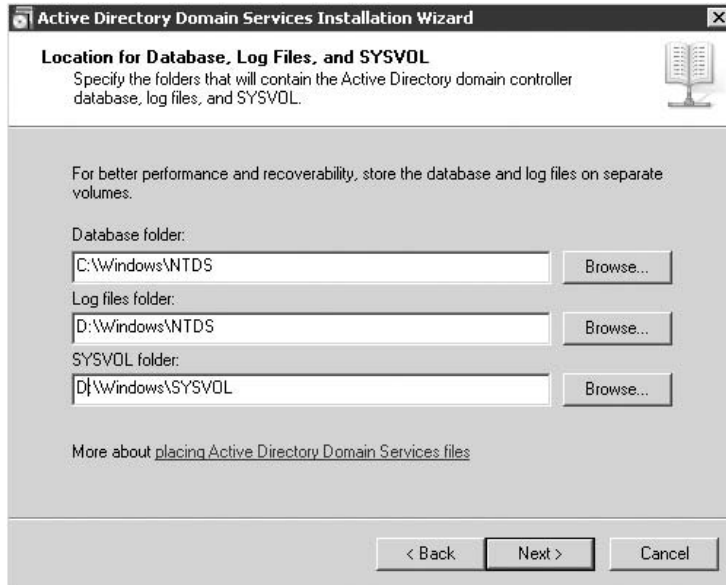 Active Directory Domain Services Installation Wizard
Location for Database, Log Files, and SYSVOL
Specify the folders that will contain the Active Directory domain controller
database, log files, and SYSVOL.
For better performance and recoverability, store the database and log files on separate
volumes.
Database folder:
C:\Windows\NTDS
Browse...
Log files folder:
D:\Windows\NTDS
Browse...
SYSVOL folder:
D:\Windows\SYSVOL
Browse...
More about placing Active Directory Domain Services files
< Back
Next >
Cancel